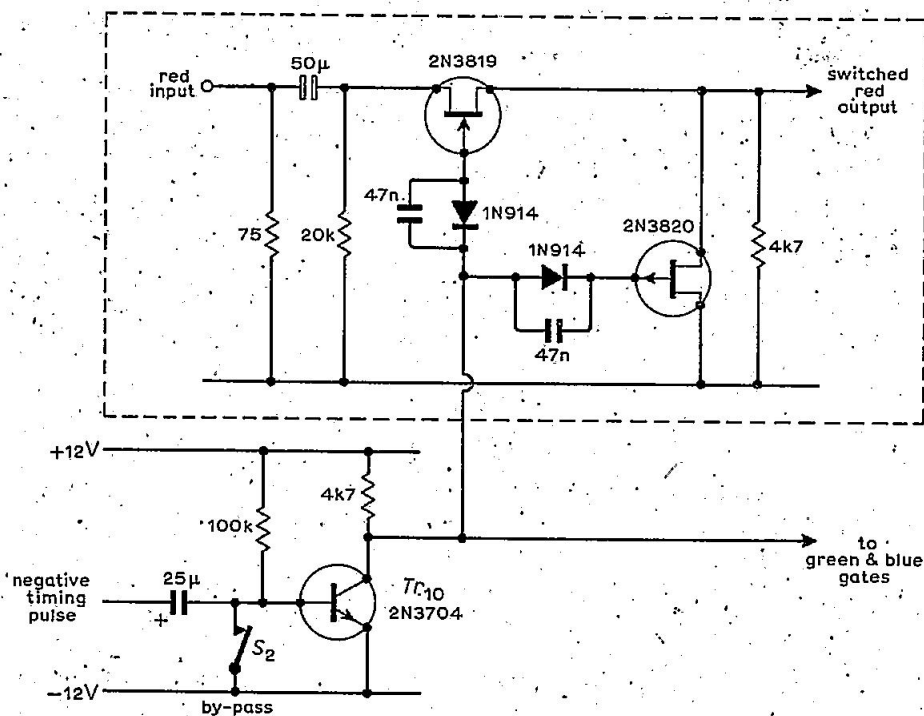 red
input
50µ
2N3819
switched
red
output
47n
1N914
75
20k
1N914
2N3820
4k7
47n
+12V
4k7
100k
to
green & blue
gates
negative
timing
pulse
25µ
+
Tr10
2N3704
S2
−12V
by-pass